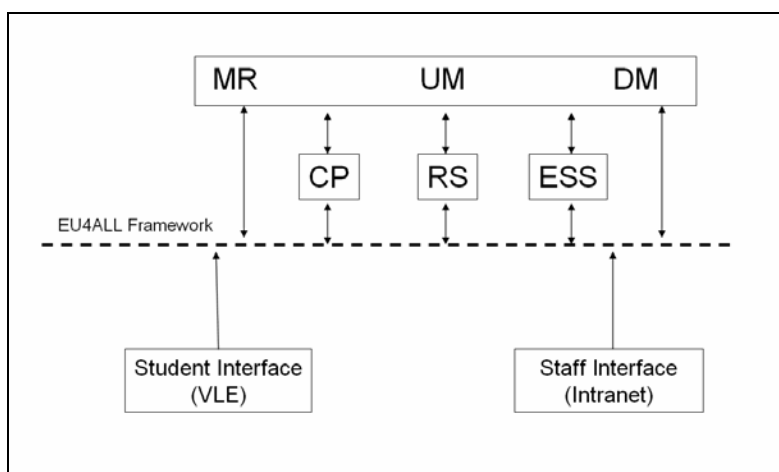 MR UM DM
CP RS ESS
EU4ALL Framework
Student Interface
(VLE)
Staff Interface
(Intranet)